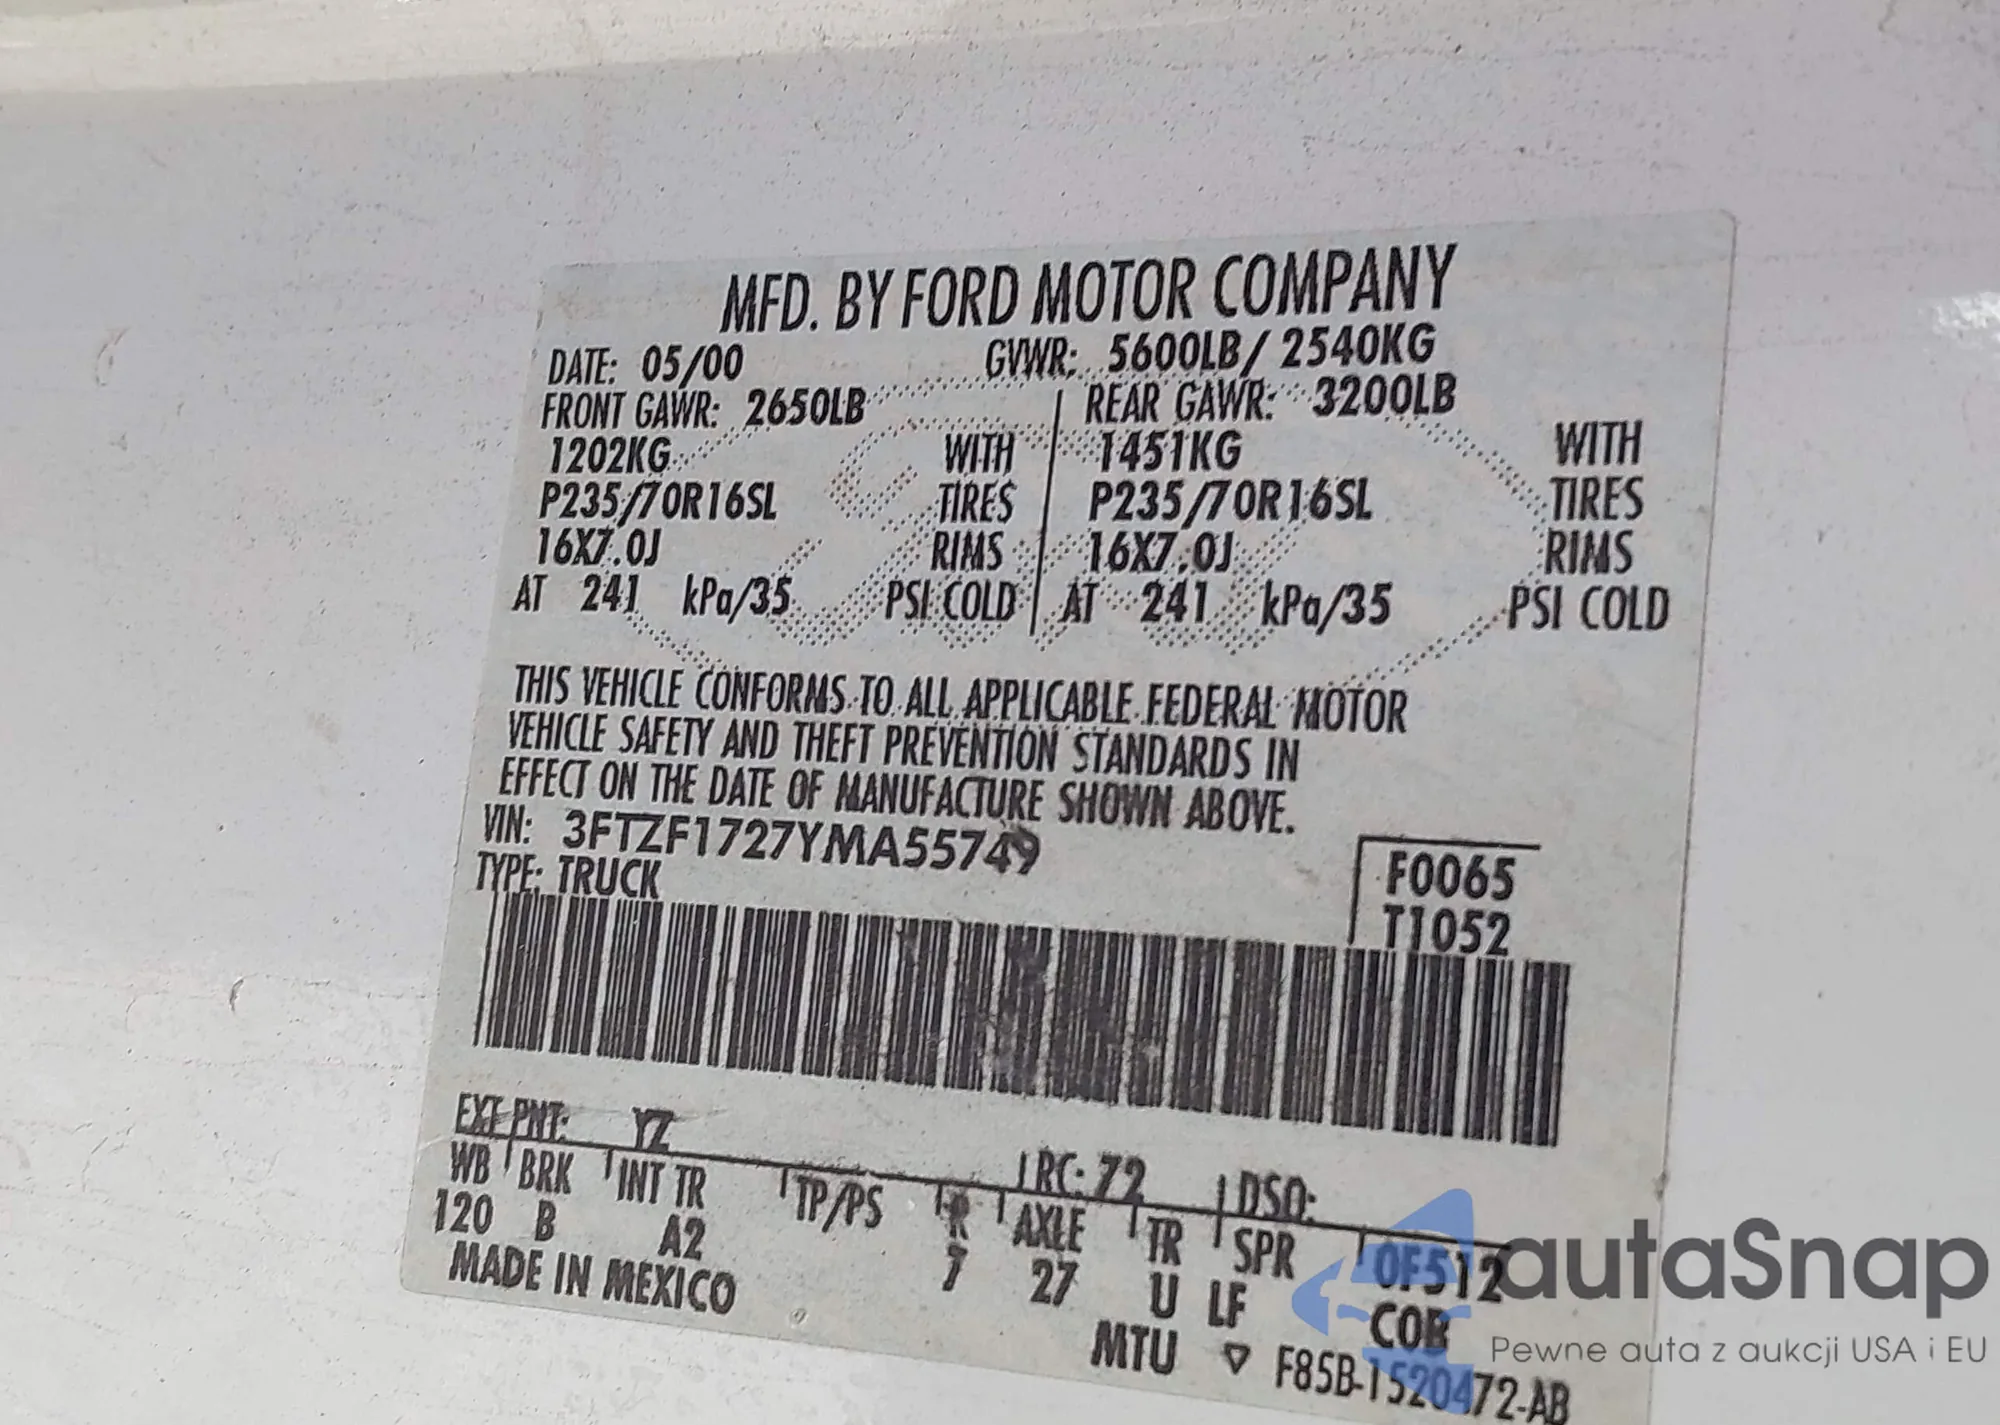 MFD. BY FORD MOTOR COMPANY
DATE: 05/00 GVWR: 5600LB/ 2540KG
FRONT GAWR: 2650LB REAR GAWR: 3200LB
1202KG WITH 1451KG WITH
P235/70R16SL TIRES P235/70R16SL TIRES
16X7.0J RIMS 16X7.0J RIMS
AT 241 kPa/35 PSI COLD AT 241 kPa/35 PSI COLD
THIS VEHICLE CONFORMS TO ALL APPLICABLE FEDERAL MOTOR
VEHICLE SAFETY AND THEFT PREVENTION STANDARDS IN
EFFECT ON THE DATE OF MANUFACTURE SHOWN ABOVE.
VIN: 3FTZF1727YMA55749
TYPE: TRUCK
F0065
T1052
EXT PNT: YZ RC: 72 DSO:
WB BRK INT TR TP/PS R AXLE TR SPR 0F512
120 B A2 7 27 U LF COB
MADE IN MEXICO
MTU ▽ F85B-1520472-AB
autaSnap
Pewne auta z aukcji USA i EU